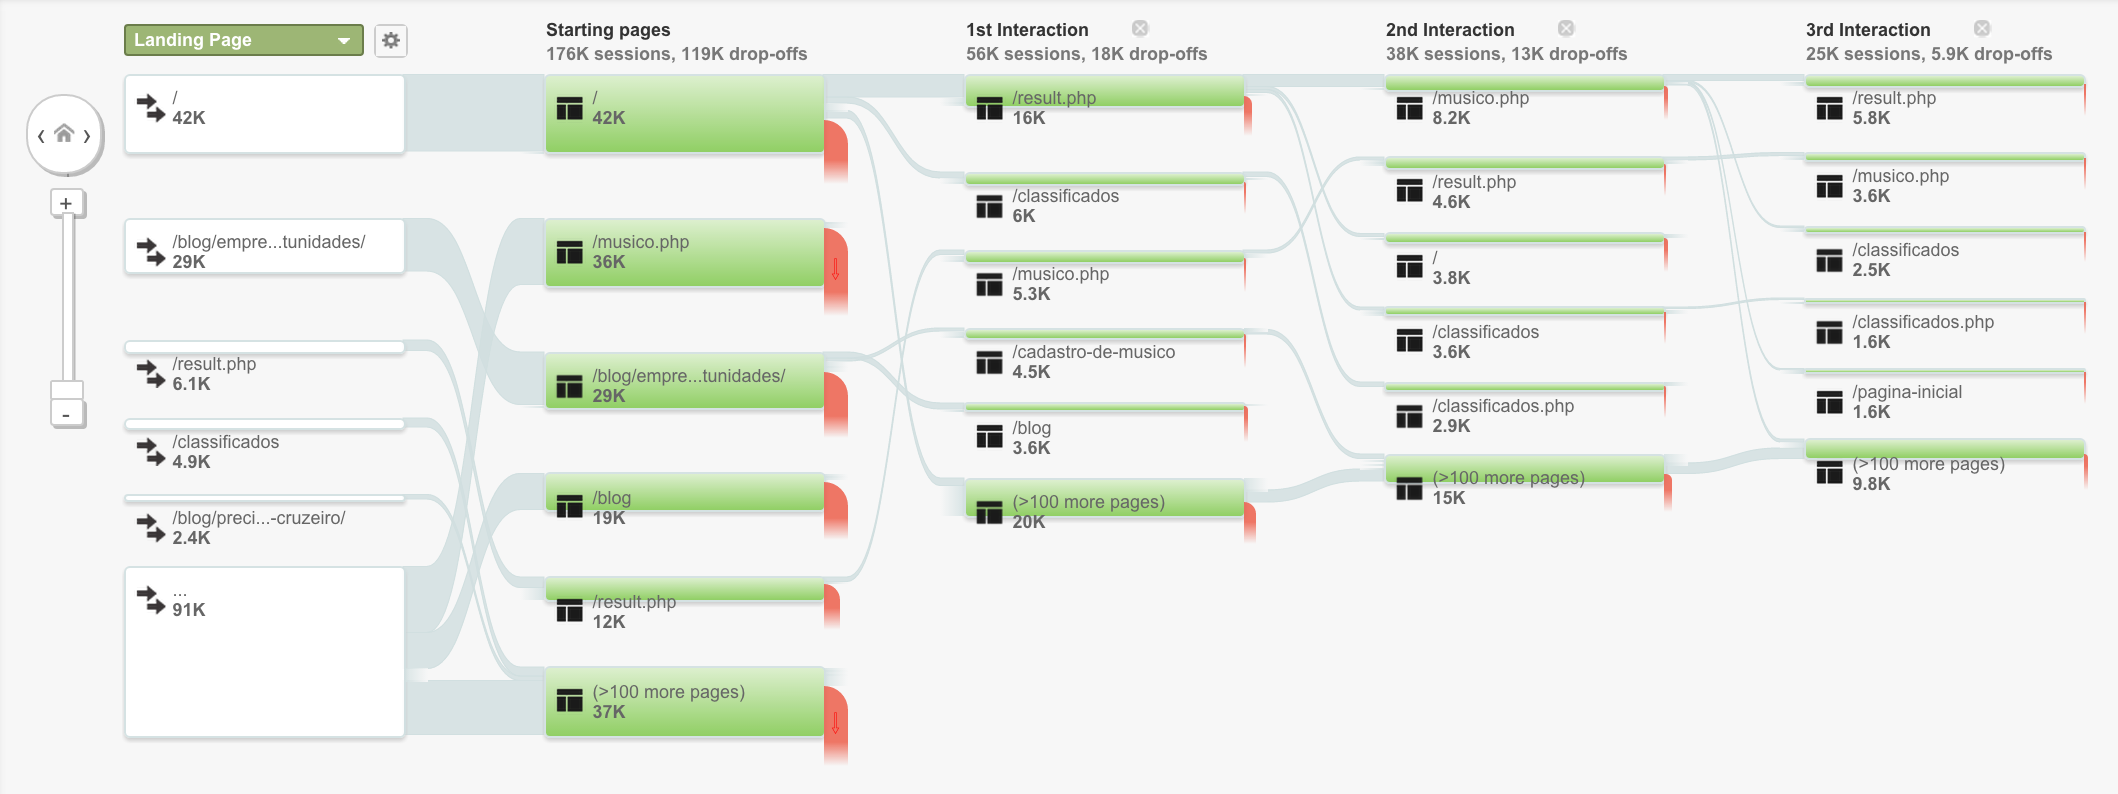 Landing Page
/
42K
/blog/empre...tunidades/
29K
/result.php
6.1K
/classificados
4.9K
/blog/preci...-cruzeiro/
2.4K
...
91K
+
-
Starting pages
176K sessions, 119K drop-offs
/
42K
/musico.php
36K
/blog/empre...tunidades/
29K
/blog
19K
/result.php
12K
(>100 more pages)
37K
1st Interaction
56K sessions, 18K drop-offs
/result.php
16K
/classificados
6K
/musico.php
5.3K
/cadastro-de-musico
4.5K
/blog
3.6K
(>100 more pages)
20K
2nd Interaction
38K sessions, 13K drop-offs
/musico.php
8.2K
/result.php
4.6K
/
3.8K
/classificados
3.6K
/classificados.php
2.9K
(>100 more pages)
15K
3rd Interaction
25K sessions, 5.9K drop-offs
/result.php
5.8K
/musico.php
3.6K
/classificados
2.5K
/classificados.php
1.6K
/pagina-inicial
1.6K
(>100 more pages)
9.8K